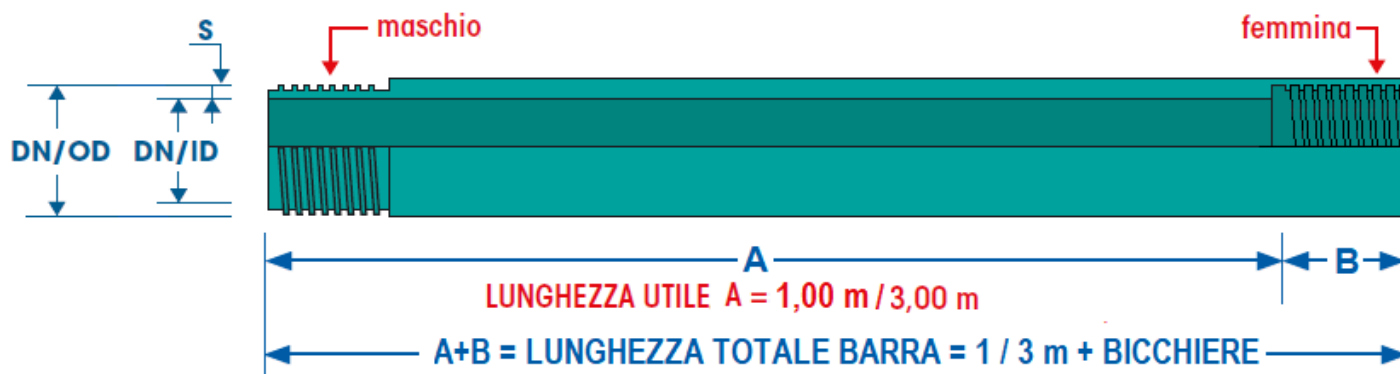 S
maschio
femmina
DN/OD
DN/ID
A
B
LUNGHEZZA UTILE A = 1,00 m / 3,00 m
A+B = LUNGHEZZA TOTALE BARRA = 1 / 3 m + BICCHIERE